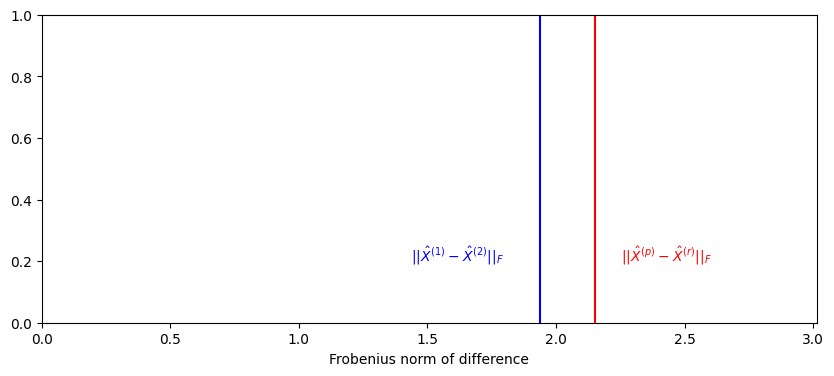 1.0
0.8
0.6
0.4
0.2
0.0
||X̂⁽¹⁾ − X̂⁽²⁾||_F
||X̂⁽ᵖ⁾ − X̂⁽ʳ⁾||_F
0.0 0.5 1.0 1.5 2.0 2.5 3.0
Frobenius norm of difference